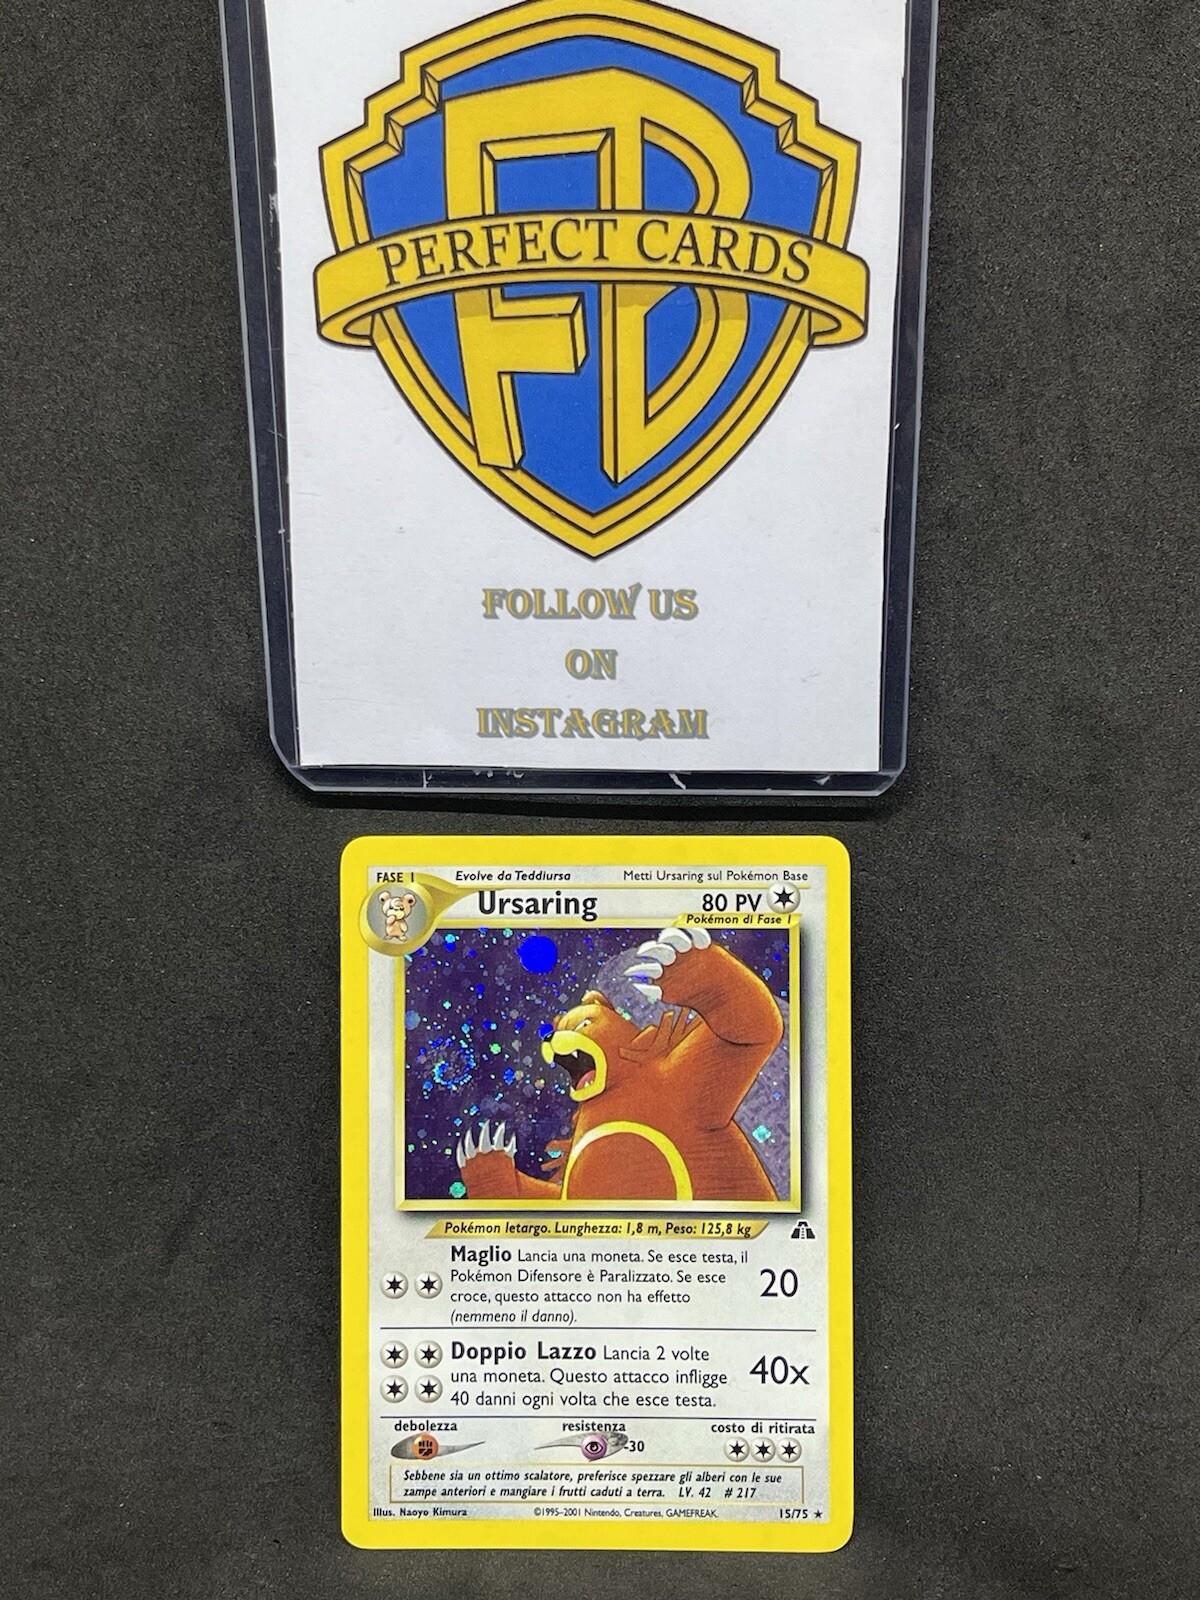 FB
PERFECT CARDS
FOLLOW US
ON
INSTAGRAM
FASE 1 Evolve da Teddiursa Metti Ursaring sul Pokémon Base
Ursaring 80 PV
Pokémon di Fase 1
Pokémon letargo. Lunghezza: 1,8 m, Peso: 125,8 kg
Maglio Lancia una moneta. Se esce testa, il
Pokémon Difensore è Paralizzato. Se esce
croce, questo attacco non ha effetto
(nemmeno il danno).
20
Doppio Lazzo Lancia 2 volte
una moneta. Questo attacco infligge
40 danni ogni volta che esce testa.
40x
debolezza resistenza costo di ritirata
-30
Sebbene sia un ottimo scalatore, preferisce spezzare gli alberi con le sue
zampe anteriori e mangiare i frutti caduti a terra. LV. 42 # 217
Illus. Naoyo Kimura ©1995-2001 Nintendo, Creatures, GAMEFREAK. 15/75 ★